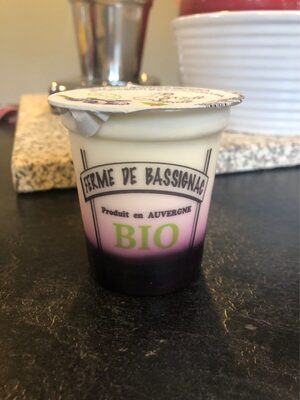 FERME DE BASSIGNAC
Produit en AUVERGNE
BIO